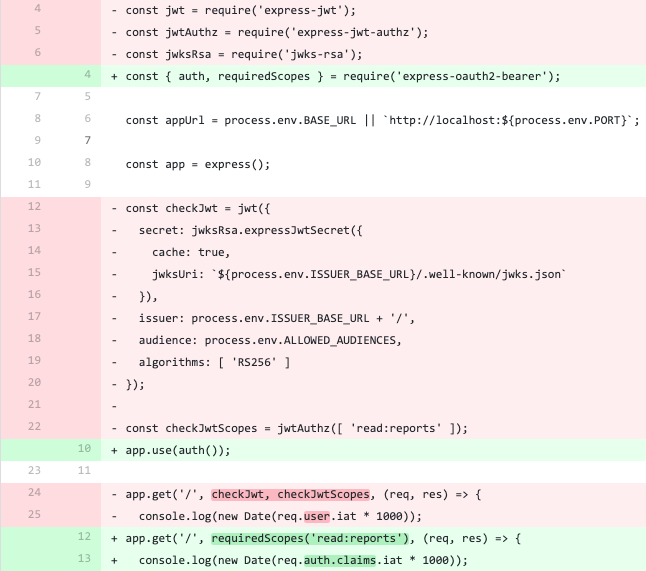 4 - const jwt = require('express-jwt');
5 - const jwtAuthz = require('express-jwt-authz');
6 - const jwksRsa = require('jwks-rsa');
4 + const { auth, requiredScopes } = require('express-oauth2-bearer');
7 5
8 6 const appUrl = process.env.BASE_URL || `http://localhost:${process.env.PORT}`;
9 7
10 8 const app = express();
11 9
12 - const checkJwt = jwt({
13 - secret: jwksRsa.expressJwtSecret({
14 - cache: true,
15 - jwksUri: `${process.env.ISSUER_BASE_URL}/.well-known/jwks.json`
16 - }),
17 - issuer: process.env.ISSUER_BASE_URL + '/',
18 - audience: process.env.ALLOWED_AUDIENCES,
19 - algorithms: [ 'RS256' ]
20 - });
21 -
22 - const checkJwtScopes = jwtAuthz([ 'read:reports' ]);
10 + app.use(auth());
23 11
24 - app.get('/', checkJwt, checkJwtScopes, (req, res) => {
25 - console.log(new Date(req.user.iat * 1000));
12 + app.get('/', requiredScopes('read:reports'), (req, res) => {
13 + console.log(new Date(req.auth.claims.iat * 1000));